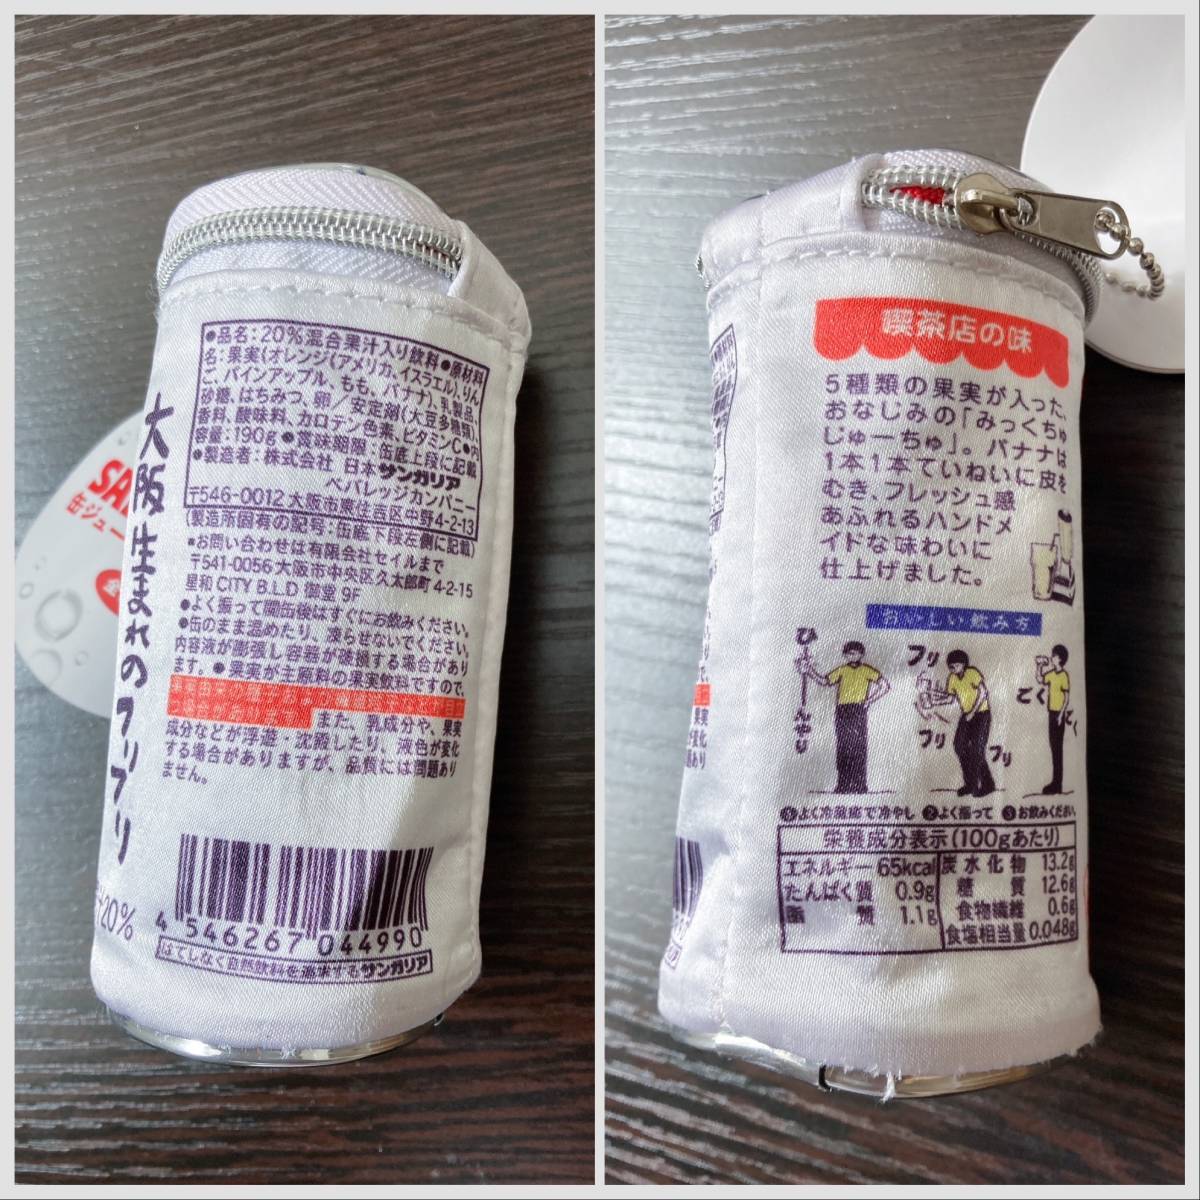 ●品名:20%混合果汁入り飲料●原材料
名:果実(オレンジ(アメリカ、イスラエル)、りん
ご、パインアップル、もも、バナナ)、乳製品、
砂糖、はちみつ、卵/安定剤(大豆多糖類)、
香料、酸味料、カロテン色素、ビタミンC●内
容量:190g●賞味期限:缶底上段に記載
●製造者:株式会社 日本サンガリア
ベバレッジカンパニー
〒546-0012大阪市東住吉区中野4-2-13
(製造所固有の記号:缶底下段左側に記載)
■お問い合わせは有限会社セイルまで
〒541-0056大阪市中央区久太郎町4-2-15
星和CITY B.L.D 御堂 9F
●よく振って開缶後はすぐにお飲みください。
●缶のまま温めたり、凍らせないでください。
内容液が膨張し容器が破損する場合があり
ます。●果実が主原料の果実飲料ですので、
また、乳成分や、果実
成分などが浮遊・沈殿したり、液色が変化
する場合がありますが、品質には問題あり
ません。
4 546267 044990
はてしなく自然飲料を追求するサンガリア
大阪生まれのフリフリ
20%
SA
缶ジュー
喫茶店の味
5種類の果実が入った、
おなじみの「みっくちゅ
じゅーちゅ」。バナナは
1本1本ていねいに皮を
むき、フレッシュ感
あふれるハンドメ
イドな味わいに
仕上げました。
おいしい飲み方
ひ〜んやり
フリ
フリ
フリ
ごく
ごく
①よく冷蔵庫で冷やし ②よく振って ③お飲みください。
栄養成分表示(100gあたり)
エネルギー 65kcal 炭水化物 13.2g
たんぱく質 0.9g 糖質 12.6g
脂質 1.1g 食物繊維 0.6g
食塩相当量 0.048g